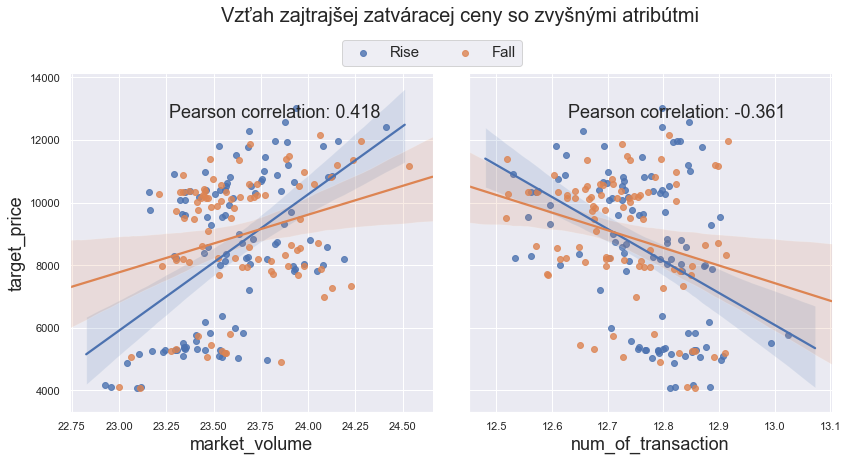 Vzťah zajtrajšej zatváracej ceny so zvyšnými atribútmi
Rise Fall
Pearson correlation: 0.418
Pearson correlation: -0.361
target_price
14000
12000
10000
8000
6000
4000
22.75 23.00 23.25 23.50 23.75 24.00 24.25 24.50
market_volume
12.5 12.6 12.7 12.8 12.9 13.0 13.1
num_of_transaction